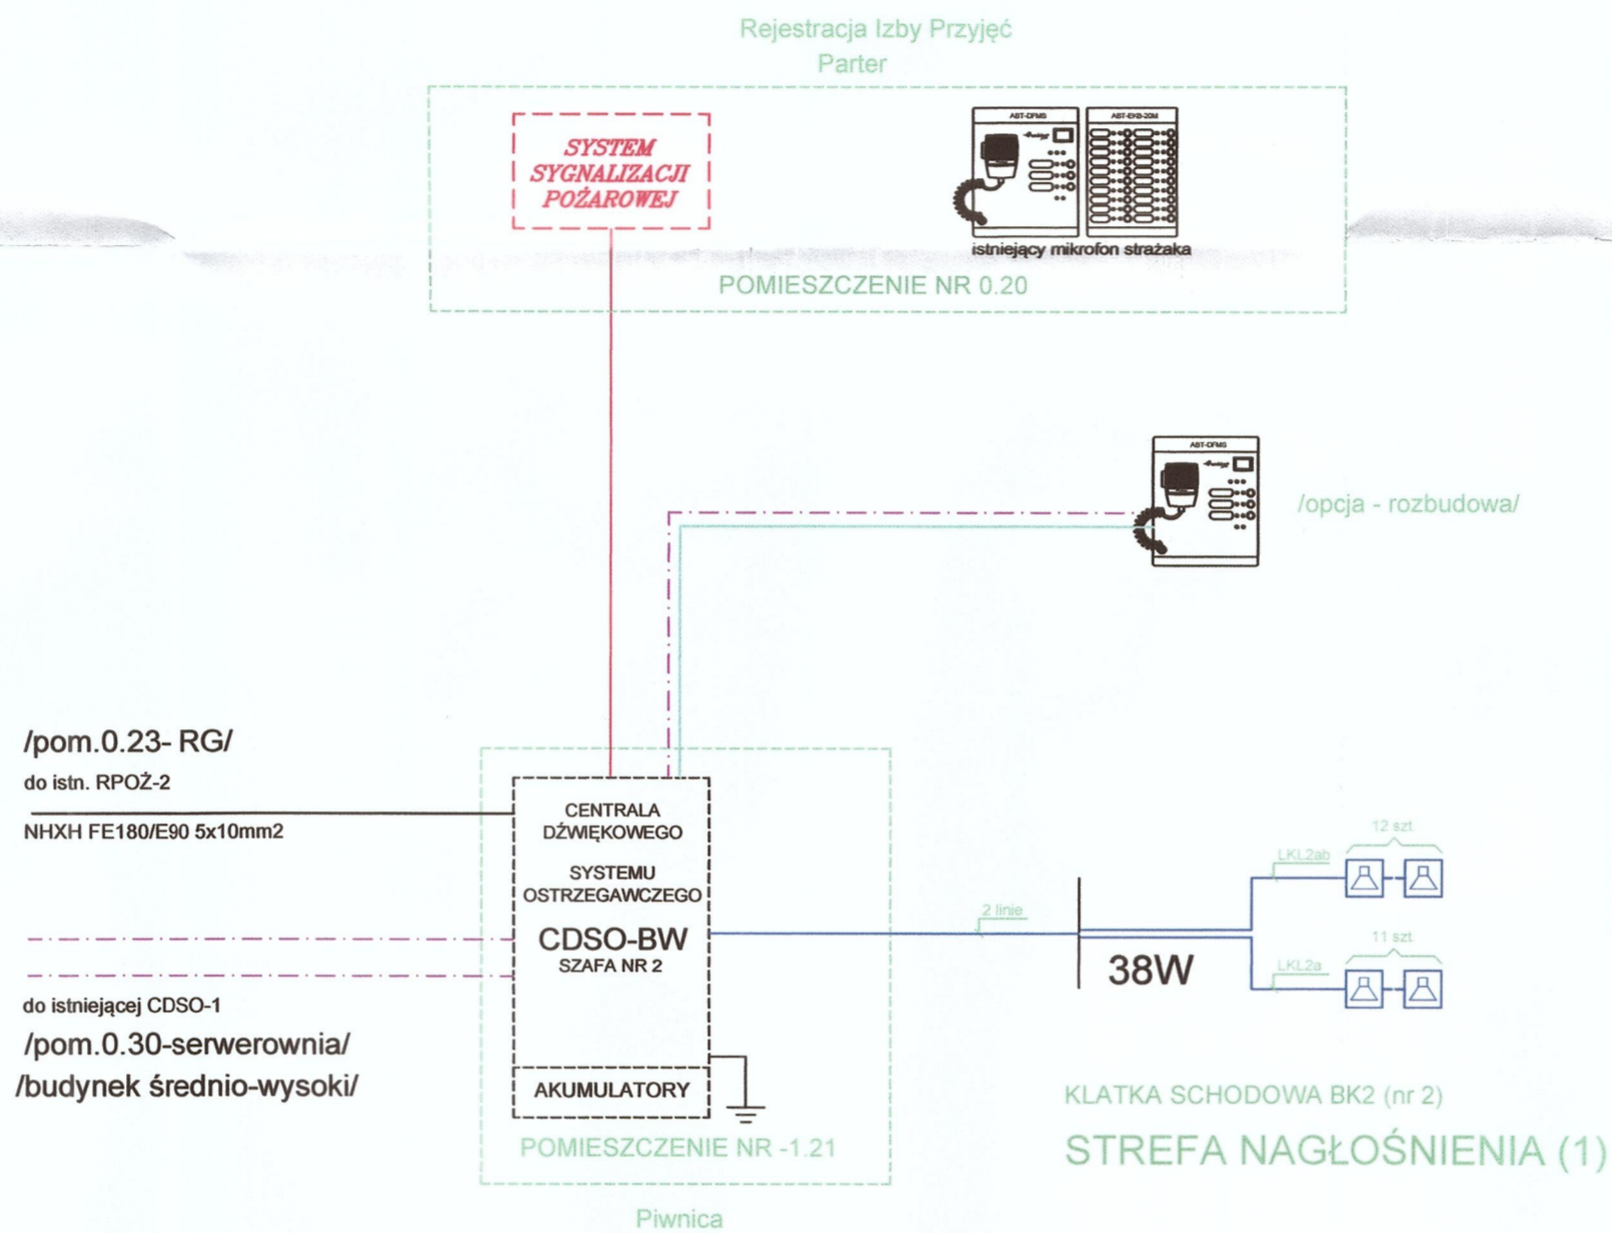 Rejestracja Izby Przyjęć
Parter
SYSTEM
SYGNALIZACJI
POŻAROWEJ
ABT-DFMS
ABT-EKB-20M
istniejący mikrofon strażaka
POMIESZCZENIE NR 0.20
ABT-DFMS
/opcja - rozbudowa/
/pom.0.23- RG/
do istn. RPOŻ-2
NHXH FE180/E90 5x10mm2
CENTRALA
DŹWIĘKOWEGO
SYSTEMU
OSTRZEGAWCZEGO
CDSO-BW
SZAFA NR 2
AKUMULATORY
do istniejącej CDSO-1
/pom.0.30-serwerownia/
/budynek średnio-wysoki/
POMIESZCZENIE NR -1.21
Piwnica
2 linie
38W
12 szt
LKL2ab
11 szt
LKL2a
KLATKA SCHODOWA BK2 (nr 2)
STREFA NAGŁOŚNIENIA (1)